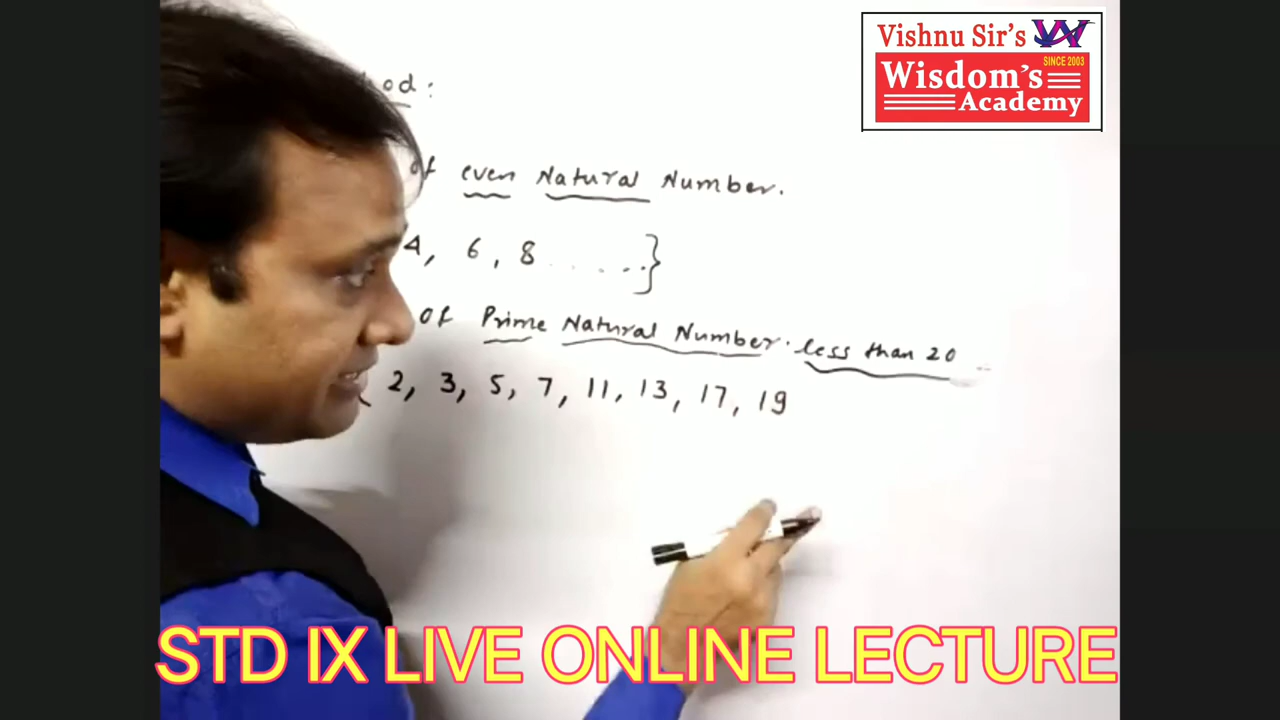 Vishnu Sir's
SINCE 2003
Wisdom's
Academy
od :
of even Natural Number.
4, 6, 8 ......}
of Prime Natural Number. less than 20
2, 3, 5, 7, 11, 13, 17, 19
STD IX LIVE ONLINE LECTURE